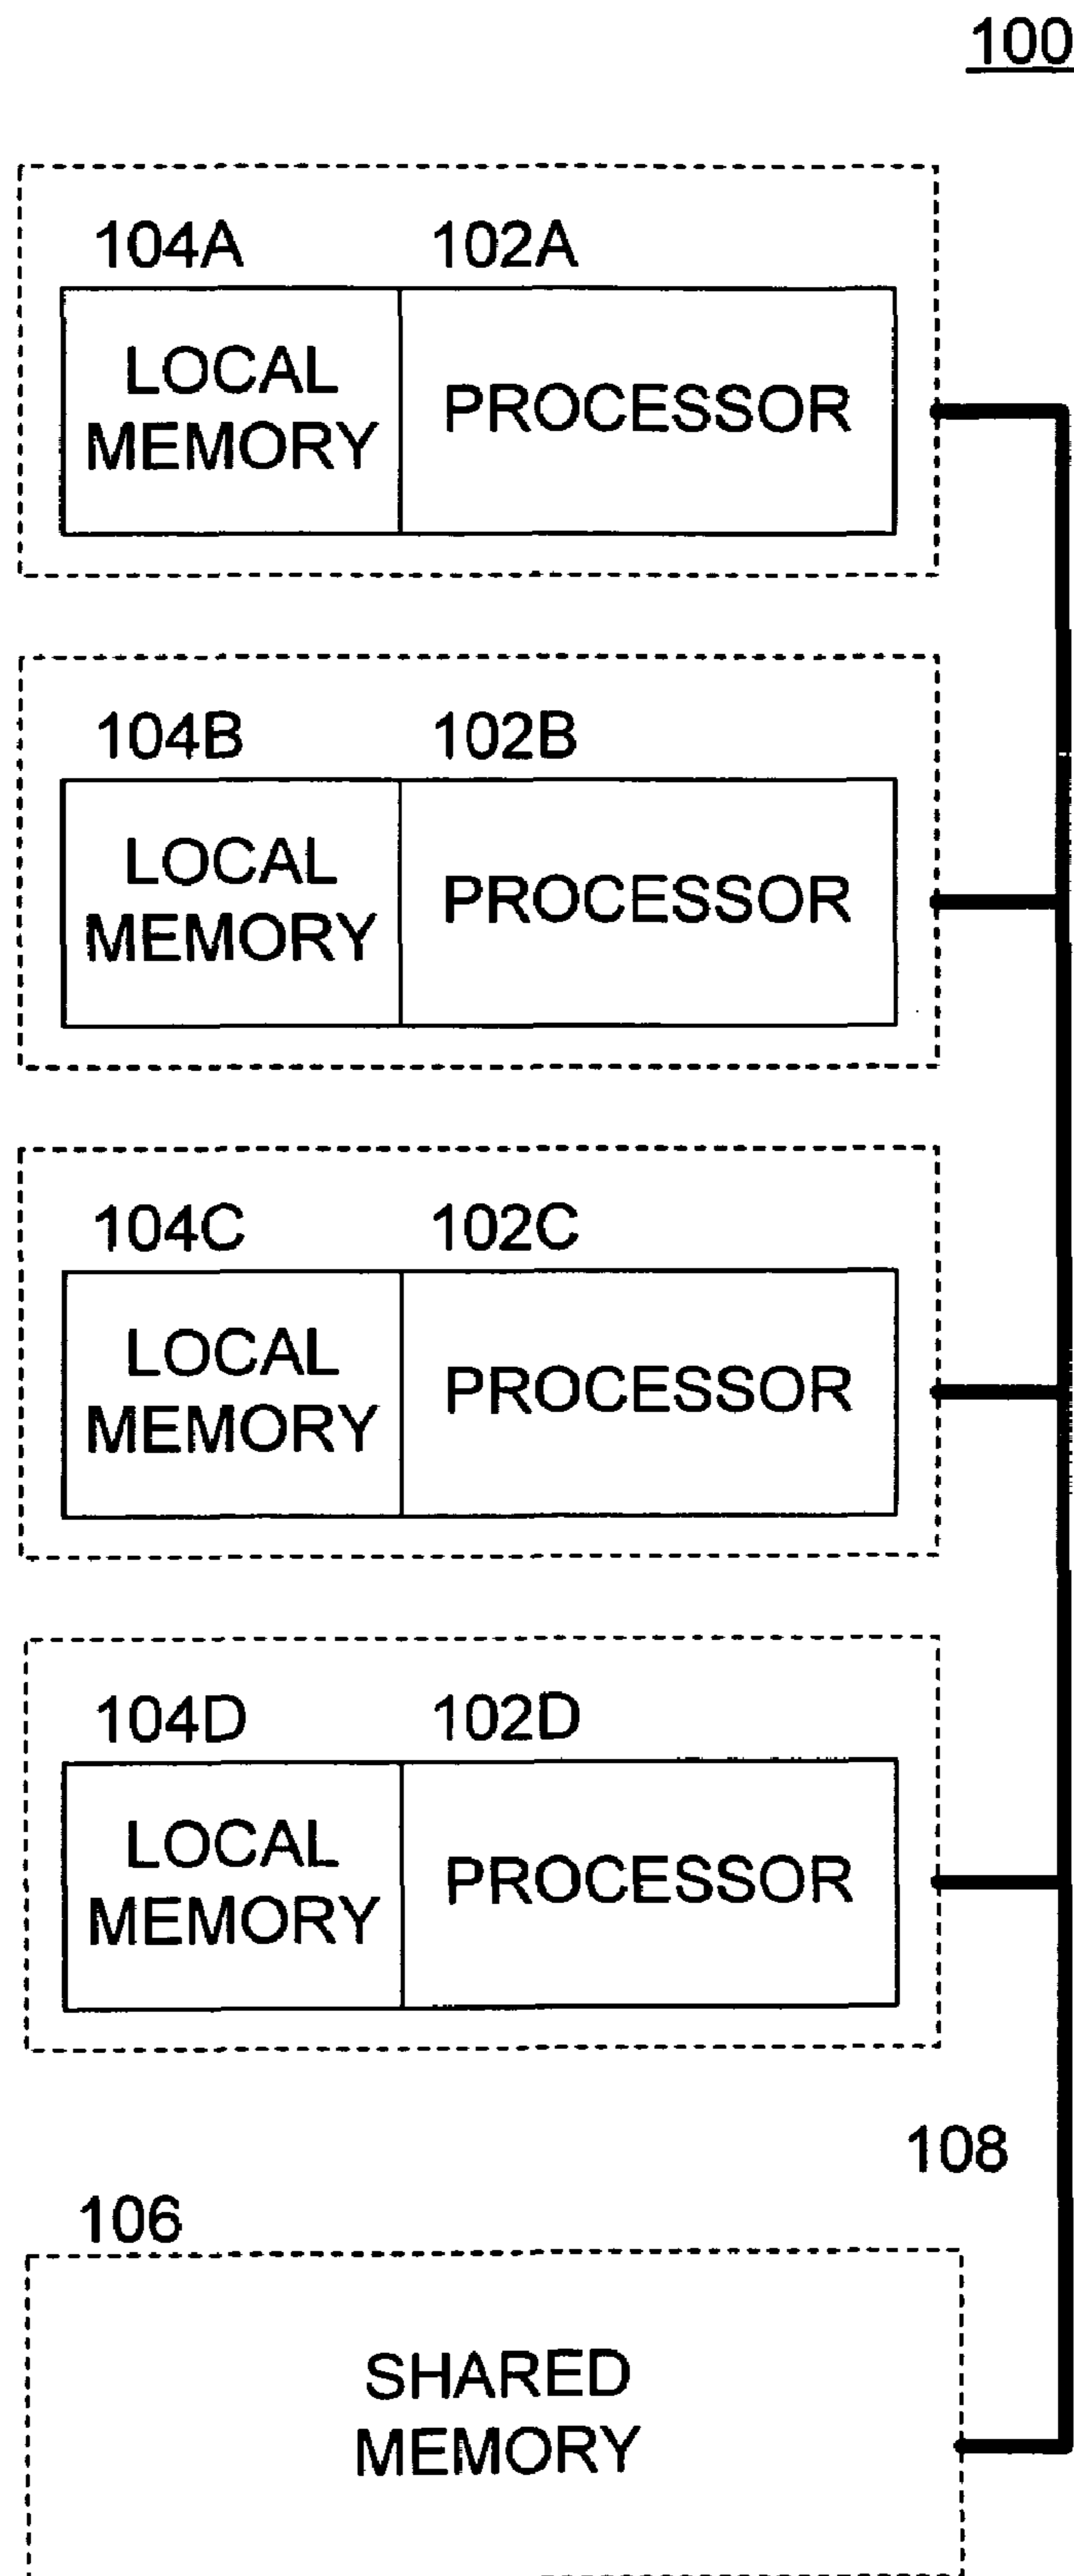 100
104A 102A
LOCAL
MEMORY
PROCESSOR
104B 102B
LOCAL
MEMORY
PROCESSOR
104C 102C
LOCAL
MEMORY
PROCESSOR
104D 102D
LOCAL
MEMORY
PROCESSOR
108
106
SHARED
MEMORY